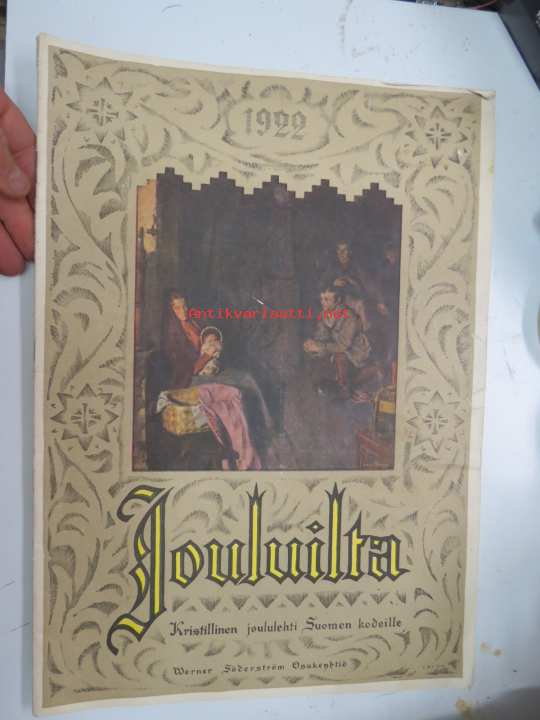 1922
Antikvariaatti.net
Jouluilta
Kristillinen joululehti Suomen kodeille
Werner Söderström Osakeyhtiö